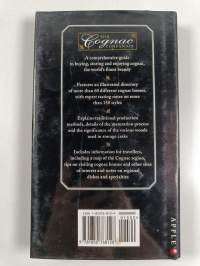 THE
Cognac
COMPANION
A comprehensive guide
to buying, storing and enjoying cognac,
the world's finest brandy
Features an illustrated directory
of more than 60 different cognac houses,
with expert tasting notes on more
than 150 styles
Explains traditional production
methods, details of the maturation process
and the significance of the various woods
used in storage casks
Includes information for travellers,
including a map of the Cognac region,
tips on visiting cognac houses and other sites
of interest and notes on regional
dishes and specialties
APPLE